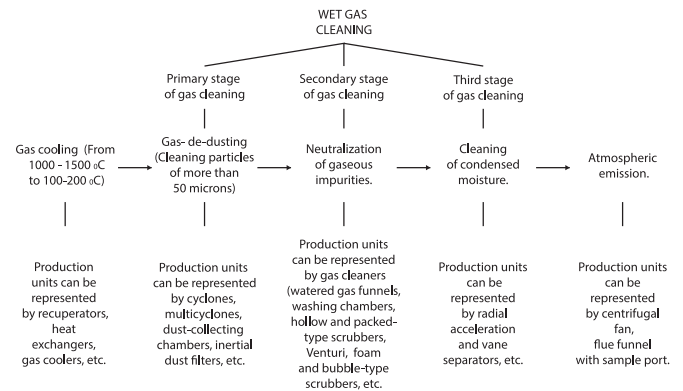 WET GAS
CLEANING
Primary stage
of gas cleaning
Secondary stage
of gas cleaning
Third stage
of gas cleaning
Gas cooling (From
1000 - 1500 0C
to 100-200 0C)
Gas- de-dusting
(Cleaning particles
of more than
50 microns)
Neutralization
of gaseous
impurities.
Cleaning
of condensed
moisture.
Atmospheric
emission.
Production
units can be
represented
by recuperators,
heat
exchangers,
gas coolers, etc.
Production units
can be represented
by cyclones,
multicyclones,
dust-collecting
chambers, inertial
dust filters, etc.
Production units
can be represented
by gas cleaners
(watered gas funnels,
washing chambers,
hollow and packed-
type scrubbers,
Venturi, foam
and bubble-type
scrubbers, etc.
Production units
can be
represented
by radial
acceleration
and vane
separators, etc.
Production units
can be
represented
by centrifugal
fan,
flue funnel
with sample port.